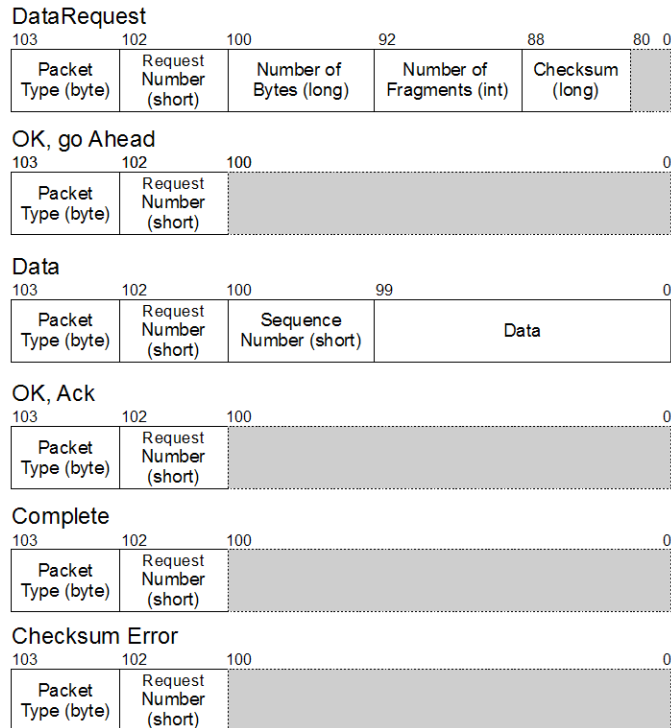 DataRequest
103 102 100 92 88 80 0
Packet Request Number of Number of Checksum
Type (byte) Number Bytes (long) Fragments (int) (long)
(short)
OK, go Ahead
103 102 100 0
Packet Request
Type (byte) Number
(short)
Data
103 102 100 99 0
Packet Request Sequence Data
Type (byte) Number Number (short)
(short)
OK, Ack
103 102 100 0
Packet Request
Type (byte) Number
(short)
Complete
103 102 100 0
Packet Request
Type (byte) Number
(short)
Checksum Error
103 102 100 0
Packet Request
Type (byte) Number
(short)